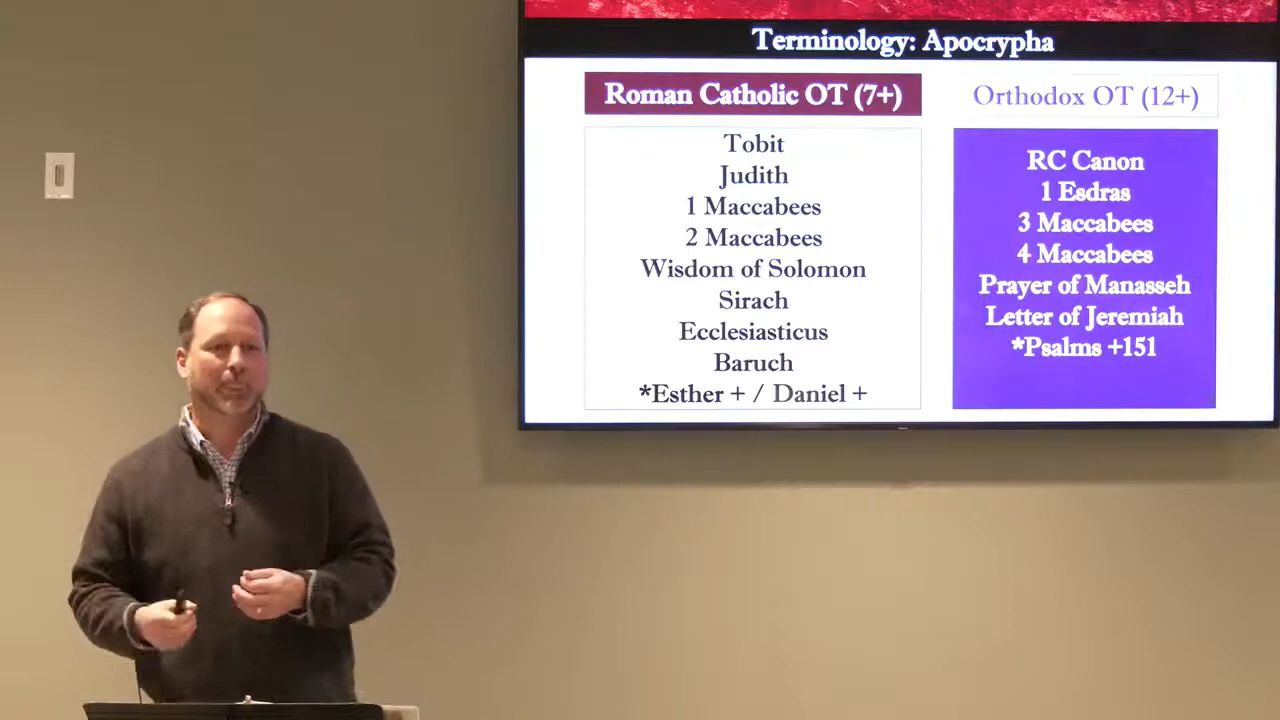 Terminology: Apocrypha
Roman Catholic OT (7+)
Tobit
Judith
1 Maccabees
2 Maccabees
Wisdom of Solomon
Sirach
Ecclesiasticus
Baruch
*Esther + / Daniel +
Orthodox OT (12+)
RC Canon
1 Esdras
3 Maccabees
4 Maccabees
Prayer of Manasseh
Letter of Jeremiah
*Psalms +151